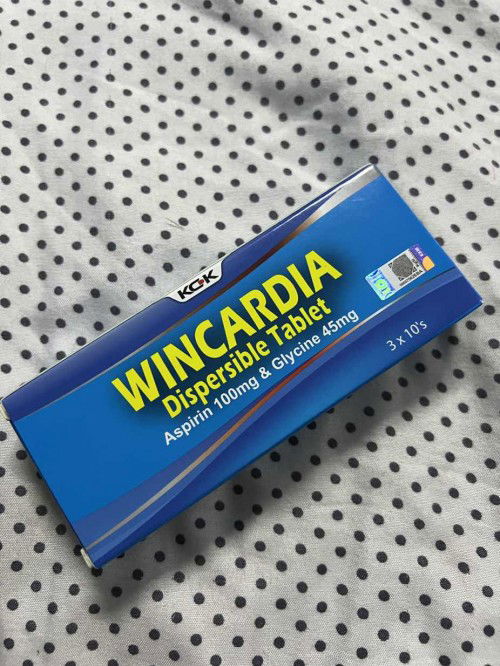 KCK
WINCARDIA
Dispersible Tablet
Aspirin 100mg & Glycine 45mg
3 x 10's